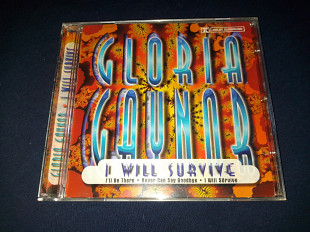 GLORIA
GAYNOR
I WILL SURVIVE
I'll Be There • Never Can Say Goodbye • I Will Survive
GLORIA GAYNOR • I WILL SURVIVE